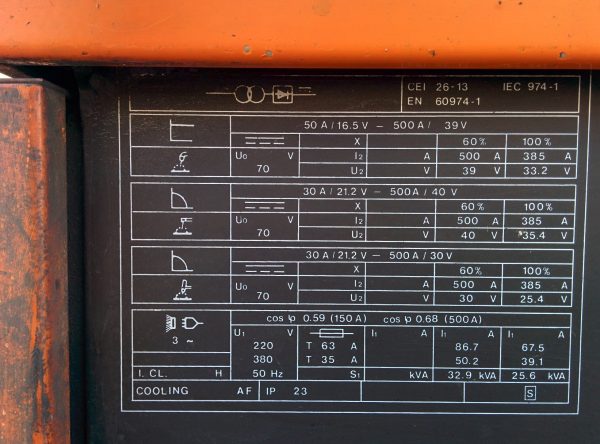 CEI 26-13 IEC 974-1
EN 60974-1
50 A / 16.5 V – 500 A / 39 V
X 60% 100%
U0 V I2 A 500 A 385 A
70 U2 V 39 V 33.2 V
30 A / 21.2 V – 500 A / 40 V
X 60% 100%
U0 V I2 A 500 A 385 A
70 U2 V 40 V 35.4 V
30 A / 21.2 V – 500 A / 30 V
X 60% 100%
U0 V I2 A 500 A 385 A
70 U2 V 30 V 25.4 V
cos φ 0.59 (150 A) cos φ 0.68 (500 A)
3 ~ U1 V I1 A I1 A I1 A
220 T 63 A 86.7 67.5
380 T 35 A 50.2 39.1
I. CL. H 50 Hz S1 kVA 32.9 kVA 25.6 kVA
COOLING AF IP 23 S